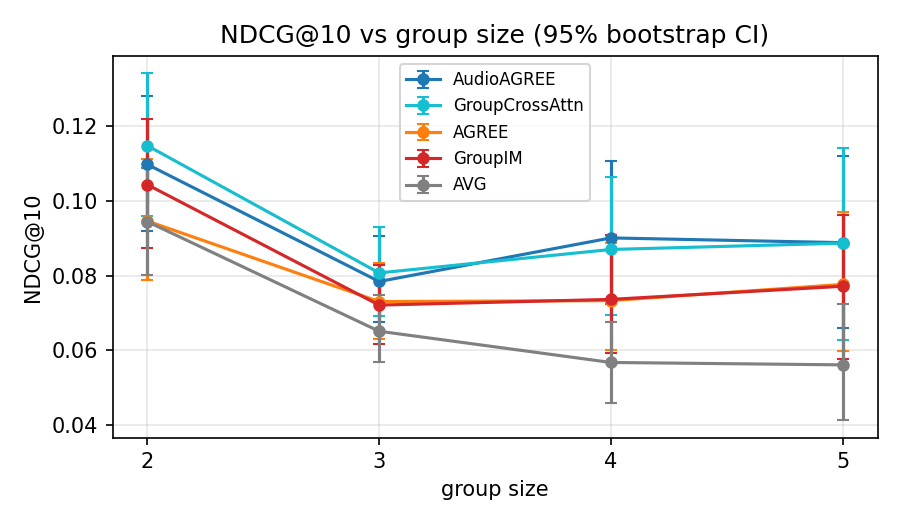 NDCG@10 vs group size (95% bootstrap CI)
AudioAGREE
GroupCrossAttn
AGREE
GroupIM
AVG
NDCG@10
0.12
0.10
0.08
0.06
0.04
2 3 4 5
group size